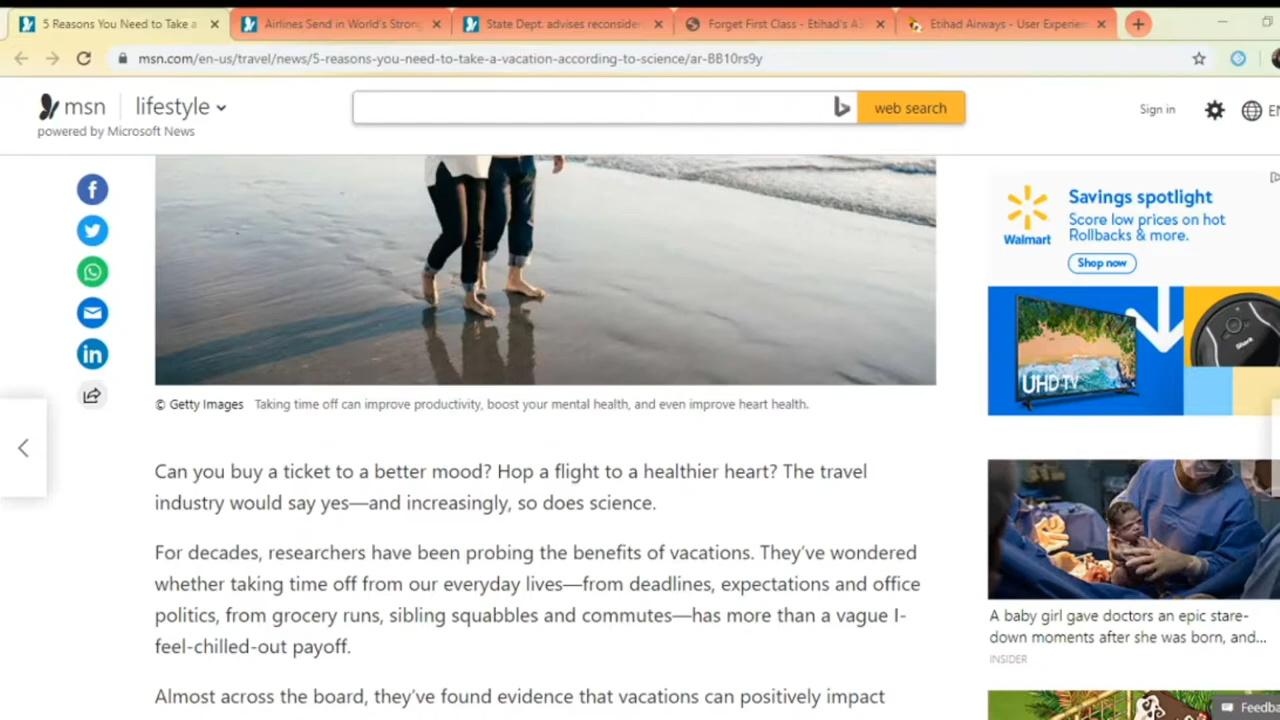 5 Reasons You Need to Take a
Airlines Send in World's Strong
State Dept. advises reconside
Forget First Class - Etihad's A3
Etihad Airways - User Experien
msn.com/en-us/travel/news/5-reasons-you-need-to-take-a-vacation-according-to-science/ar-BB10rs9y
msn
lifestyle
powered by Microsoft News
web search
Sign in
EN
Savings spotlight
Score low prices on hot
Rollbacks & more.
Walmart
Shop now
UHD TV
Shark
© Getty Images Taking time off can improve productivity, boost your mental health, and even improve heart health.
Can you buy a ticket to a better mood? Hop a flight to a healthier heart? The travel
industry would say yes—and increasingly, so does science.
For decades, researchers have been probing the benefits of vacations. They've wondered
whether taking time off from our everyday lives—from deadlines, expectations and office
politics, from grocery runs, sibling squabbles and commutes—has more than a vague I-
feel-chilled-out payoff.
Almost across the board, they've found evidence that vacations can positively impact
A baby girl gave doctors an epic stare-
down moments after she was born, and...
INSIDER
Feedba